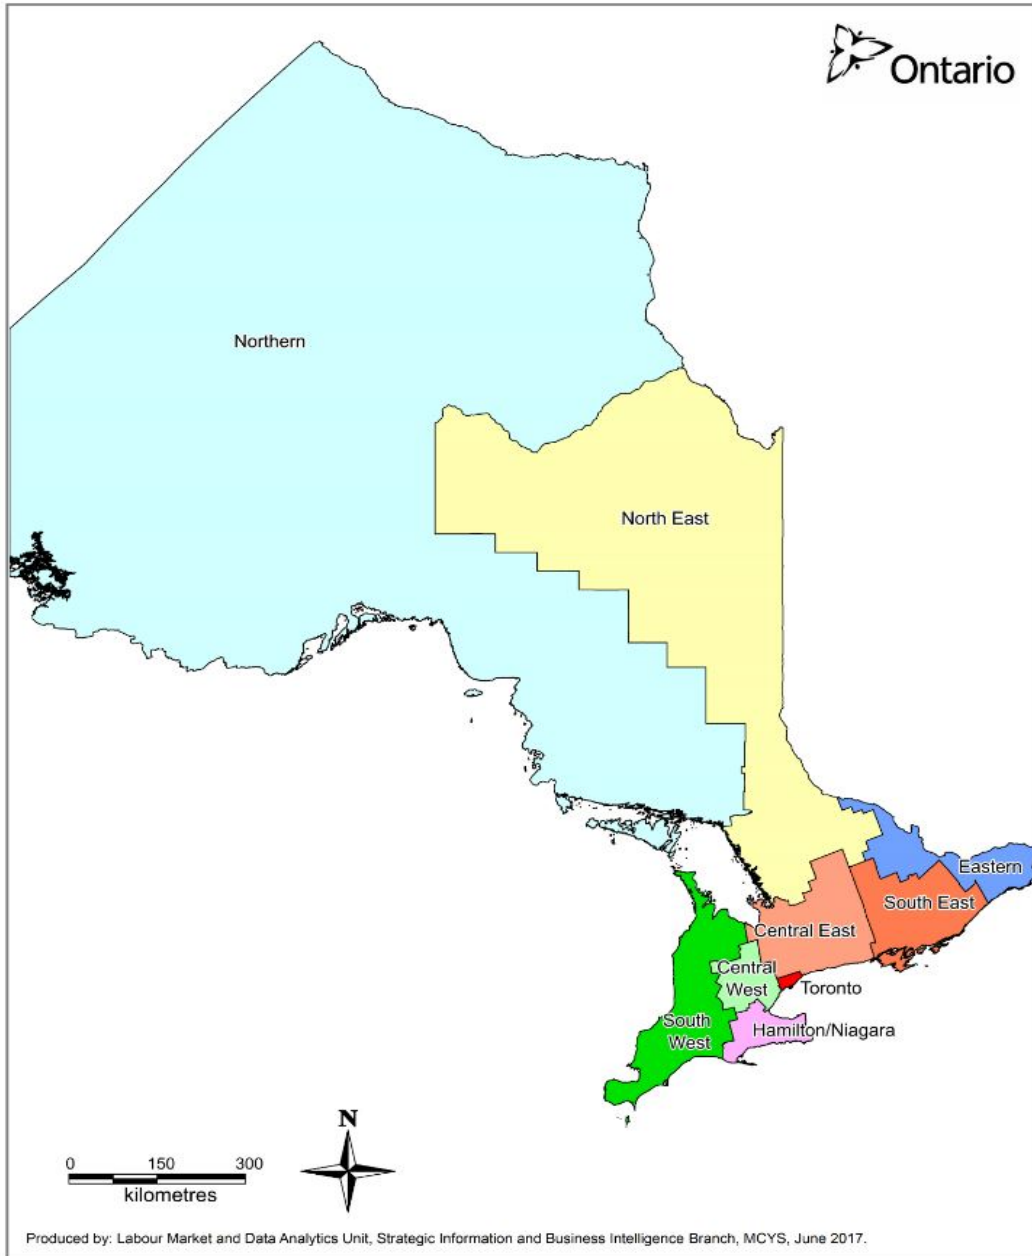 Ontario
Northern
North East
Eastern
South East
Central East
Central
West
Toronto
South
West
Hamilton/Niagara
N
0 150 300
kilometres
Produced by: Labour Market and Data Analytics Unit, Strategic Information and Business Intelligence Branch, MCYS, June 2017.